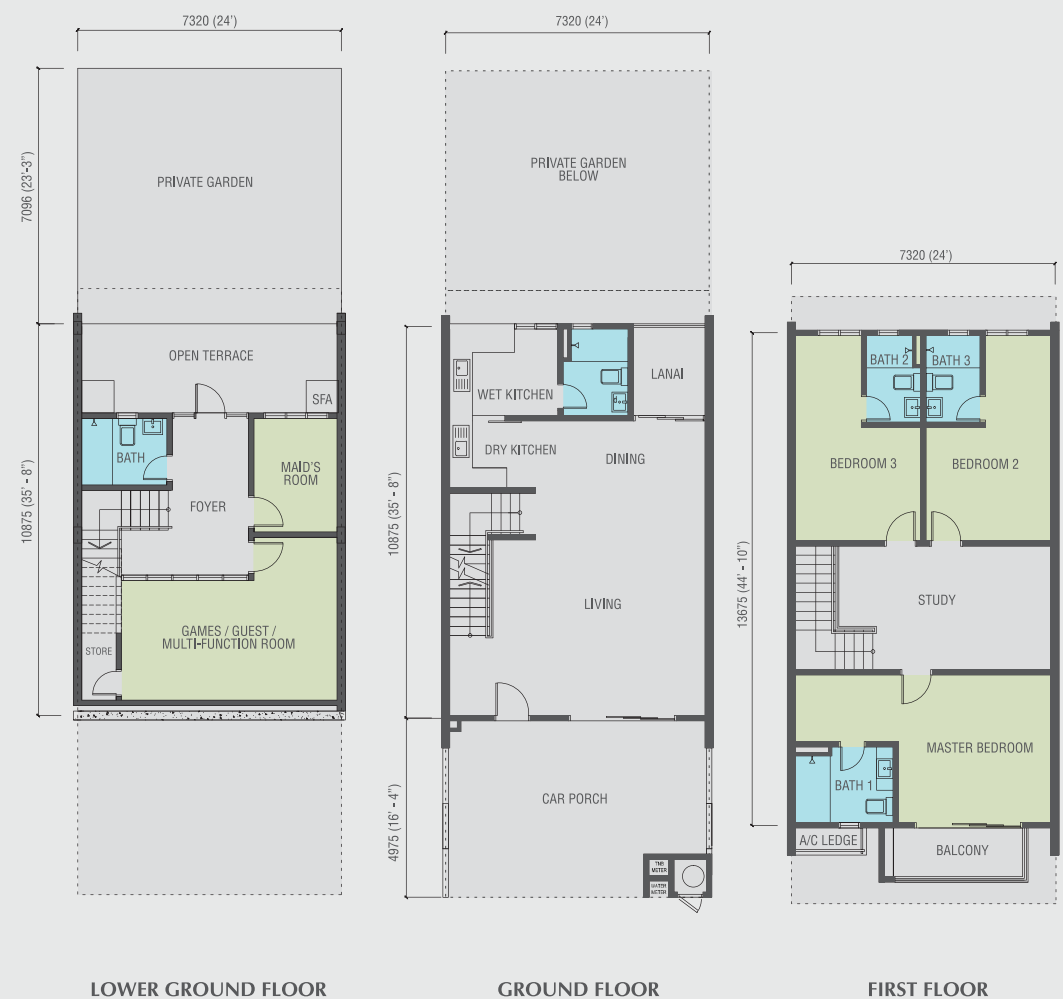 7320 (24')
7096 (23'-3")
PRIVATE GARDEN
10875 (35' - 8")
OPEN TERRACE
SFA
BATH
MAID'S
ROOM
FOYER
GAMES / GUEST /
MULTI-FUNCTION ROOM
STORE
LOWER GROUND FLOOR
7320 (24')
PRIVATE GARDEN
BELOW
10875 (35' - 8")
WET KITCHEN
LANAI
DRY KITCHEN
DINING
LIVING
4975 (16' - 4")
CAR PORCH
TNB
METER
WATER
METER
GROUND FLOOR
7320 (24')
13675 (44' - 10")
BATH 2
BATH 3
BEDROOM 3
BEDROOM 2
STUDY
MASTER BEDROOM
BATH 1
A/C LEDGE
BALCONY
FIRST FLOOR